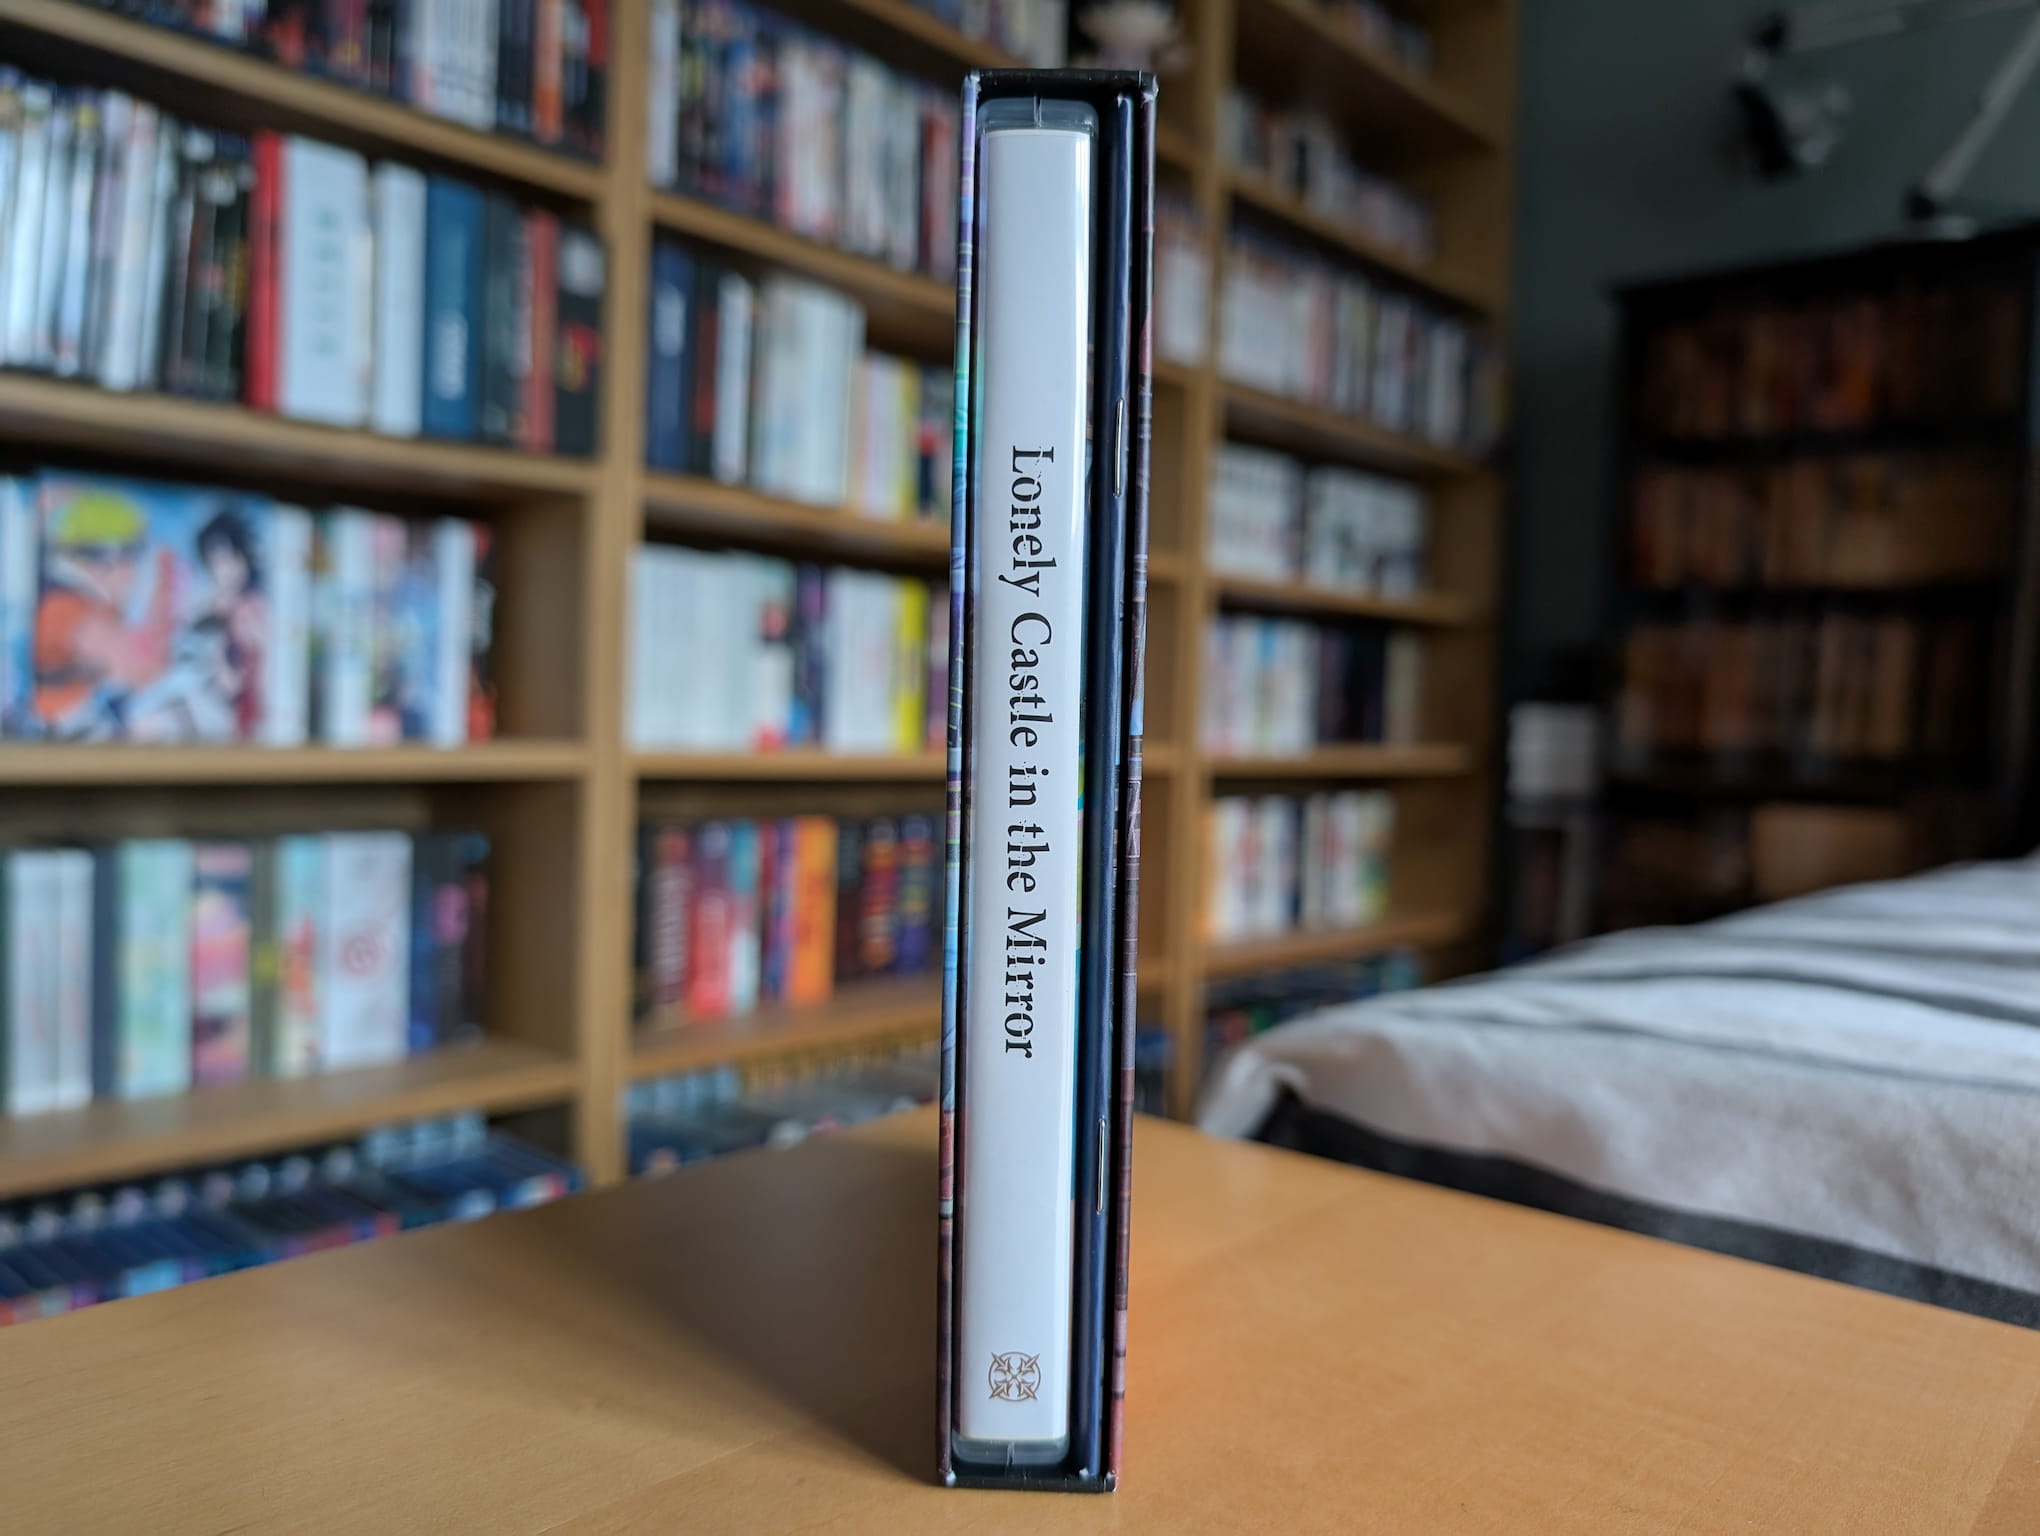 Lonely Castle in the Mirror